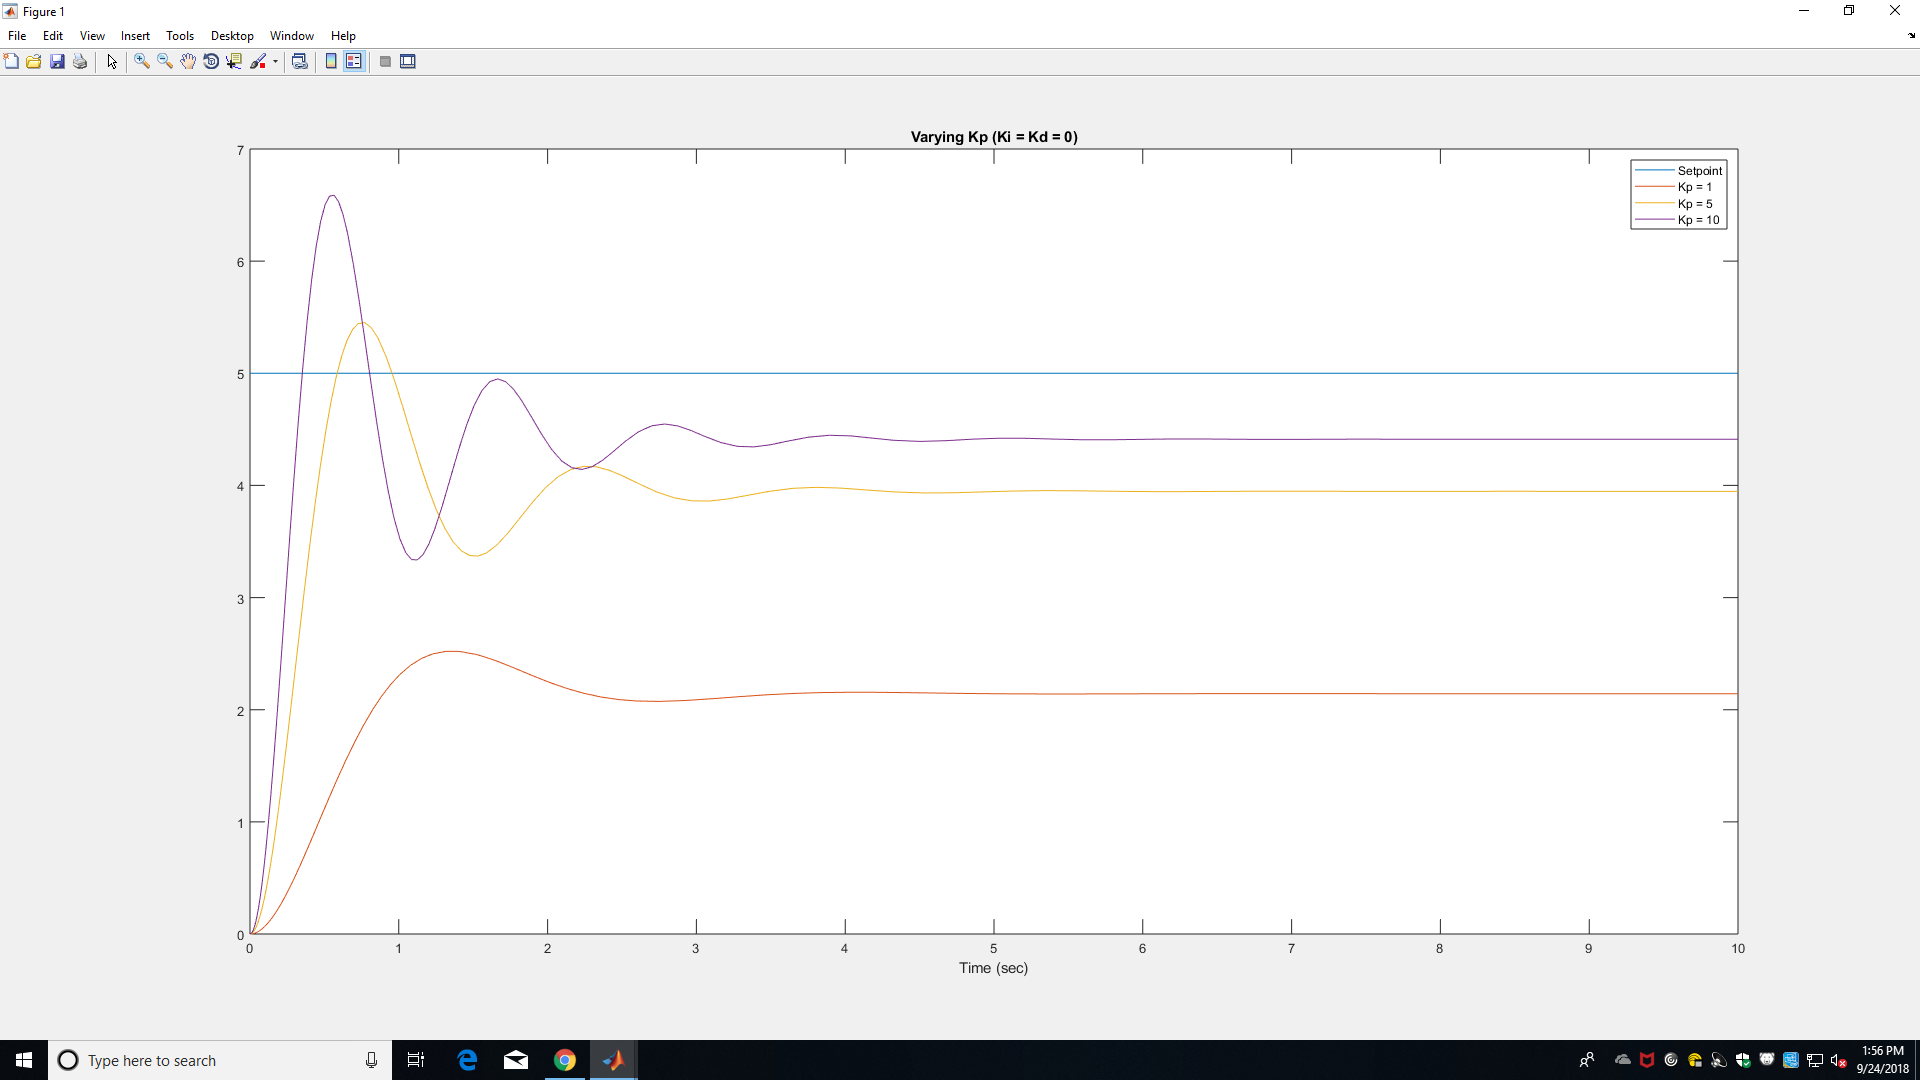 Figure 1
File Edit View Insert Tools Desktop Window Help
Varying Kp (Ki = Kd = 0)
7
6
5
4
3
2
1
0
Setpoint
Kp = 1
Kp = 5
Kp = 10
0 1 2 3 4 5 6 7 8 9 10
Time (sec)
Type here to search
1:56 PM
9/24/2018